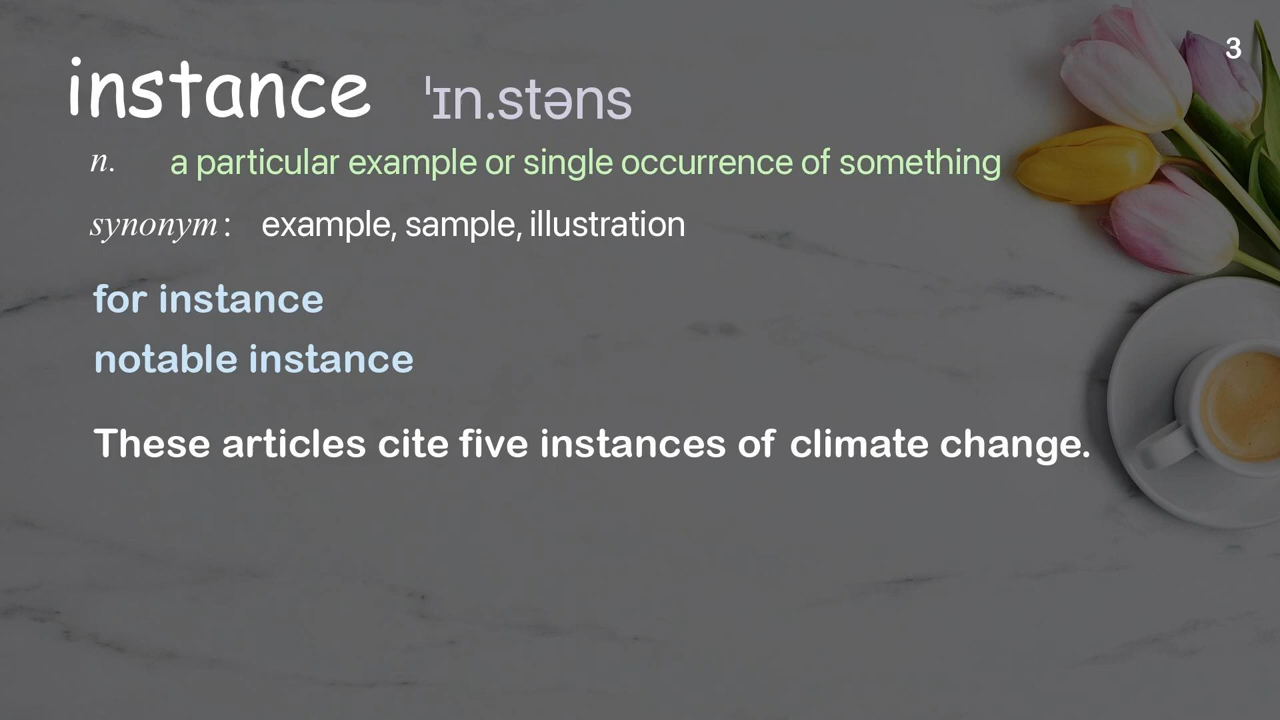 3
instance ˈɪn.stəns
n. a particular example or single occurrence of something
synonym: example, sample, illustration
for instance
notable instance
These articles cite five instances of climate change.